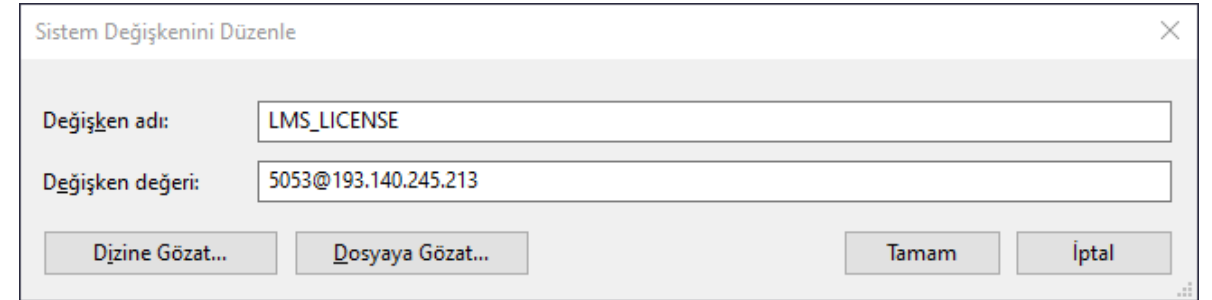 Sistem Değişkenini Düzenle
Değişken adı: LMS_LICENSE
Değişken değeri: 5053@193.140.245.213
Dizine Gözat... Dosyaya Gözat... Tamam İptal